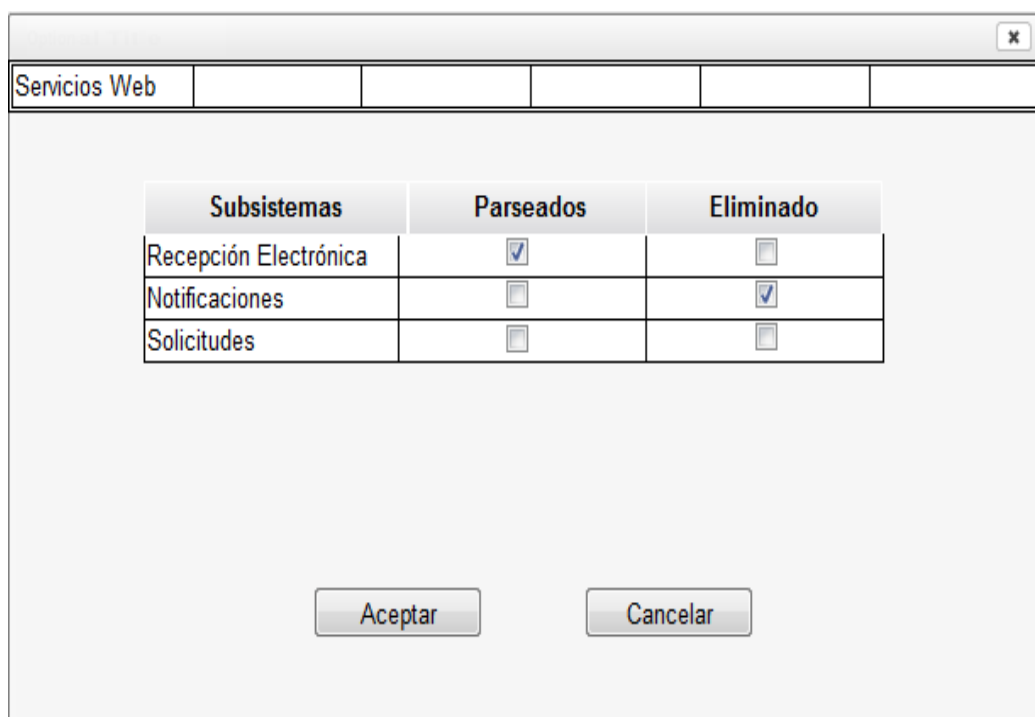 Servicios Web
Subsistemas Parseados Eliminado
Recepción Electrónica
Notificaciones
Solicitudes
Aceptar Cancelar